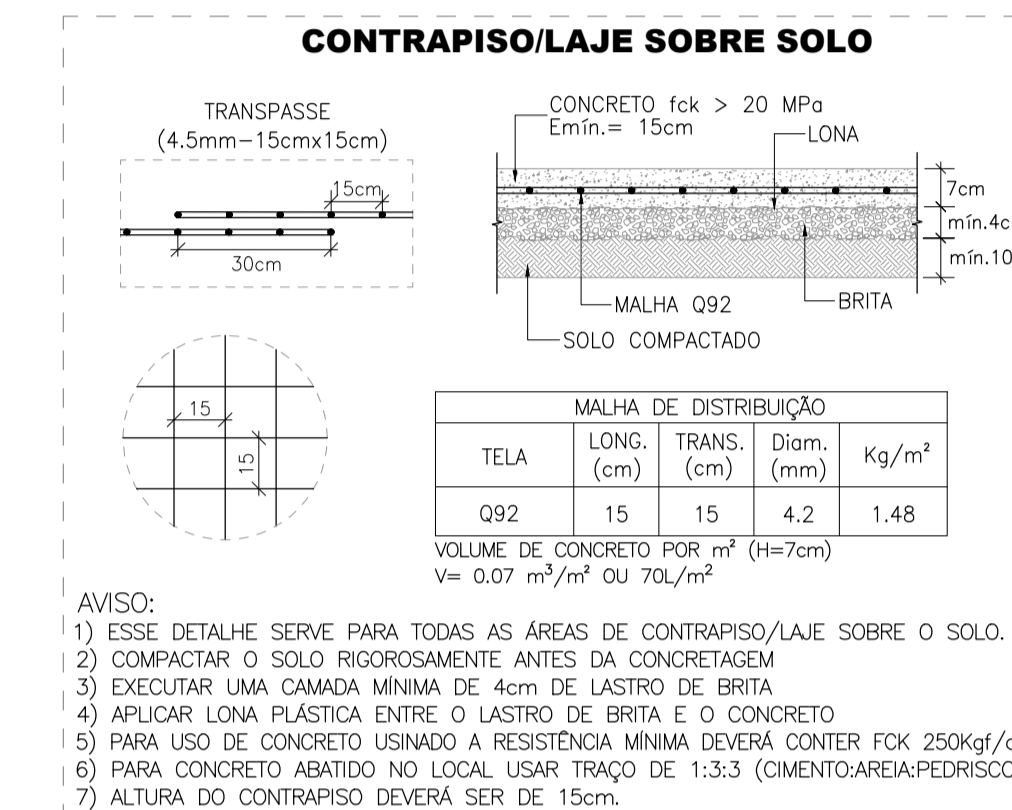 CONTRAPISO/LAJE SOBRE SOLO
TRANSPASSE
(4.5mm-15cmx15cm)
15cm
30cm
CONCRETO fck > 20 MPa
Emín.= 15cm
LONA
7cm
mín.4c
mín.10
MALHA Q92
BRITA
SOLO COMPACTADO
15
15
MALHA DE DISTRIBUIÇÃO
TELA LONG. (cm) TRANS. (cm) Diam. (mm) Kg/m²
Q92 15 15 4.2 1.48
VOLUME DE CONCRETO POR m² (H=7cm)
V= 0.07 m³/m² OU 70L/m²
AVISO:
1) ESSE DETALHE SERVE PARA TODAS AS ÁREAS DE CONTRAPISO/LAJE SOBRE O SOLO.
2) COMPACTAR O SOLO RIGOROSAMENTE ANTES DA CONCRETAGEM
3) EXECUTAR UMA CAMADA MÍNIMA DE 4cm DE LASTRO DE BRITA
4) APLICAR LONA PLÁSTICA ENTRE O LASTRO DE BRITA E O CONCRETO
5) PARA USO DE CONCRETO USINADO A RESISTÊNCIA MÍNIMA DEVERÁ CONTER FCK 250Kgf/c
6) PARA CONCRETO ABATIDO NO LOCAL USAR TRAÇO DE 1:3:3 (CIMENTO:AREIA:PEDRISCO
7) ALTURA DO CONTRAPISO DEVERÁ SER DE 15cm.